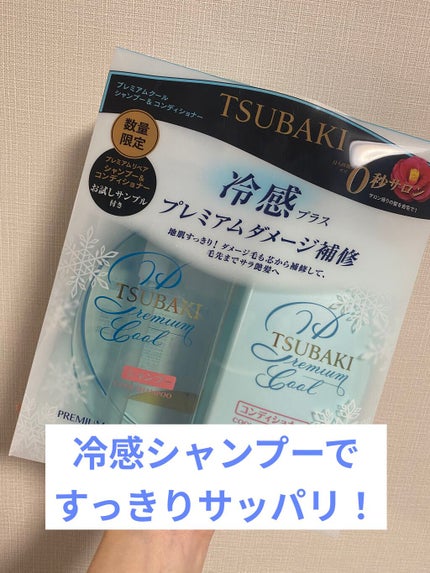 プレミアムクール
シャンプー＆コンディショナー
TSUBAKI
数量
限定
プレミアムリペア
シャンプー＆
コンディショナー
お試しサンプル
付き
0秒サロン
冷感プラス
プレミアムダメージ補修
地肌すっきり！ダメージ毛も芯から補修して、
毛先までサラ艶髪へ
TSUBAKI
Premium
Cool
シャンプー
TSUBAKI
Premium
Cool
コンディショナ
PREMIUM
冷感シャンプーで
すっきりサッパリ！